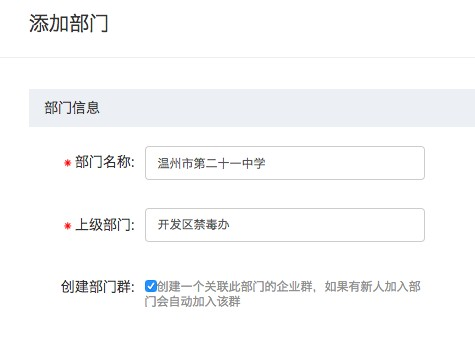 添加部门
部门信息
* 部门名称: 温州市第二十一中学
* 上级部门: 开发区禁毒办
创建部门群: 创建一个关联此部门的企业群，如果有新人加入部
门会自动加入该群